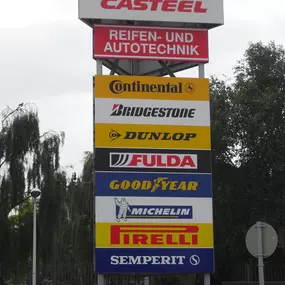 CASTEEL
REIFEN- UND
AUTOTECHNIK
Continental
BRIDGESTONE
DUNLOP
FULDA
GOODYEAR
MICHELIN
PIRELLI
SEMPERIT